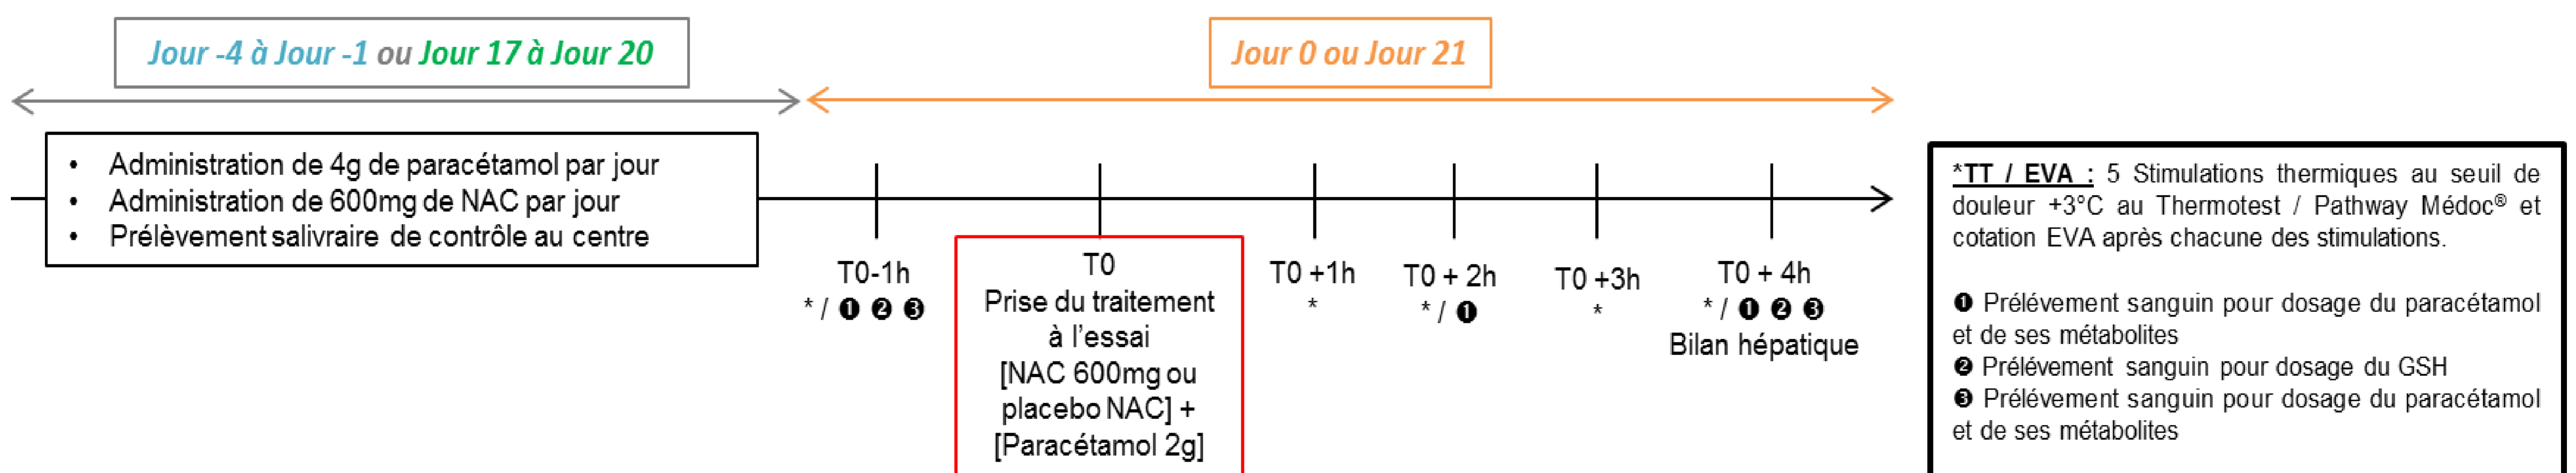 Jour -4 à Jour -1 ou Jour 17 à Jour 20
Jour 0 ou Jour 21
• Administration de 4g de paracétamol par jour
• Administration de 600mg de NAC par jour
• Prélèvement salivraire de contrôle au centre
T0-1h
* / ❶ ❷ ❸
T0
Prise du traitement
à l’essai
[NAC 600mg ou
placebo NAC] +
[Paracétamol 2g]
T0 +1h
*
T0 + 2h
* / ❶
T0 +3h
*
T0 + 4h
* / ❶ ❷ ❸
Bilan hépatique
*TT / EVA : 5 Stimulations thermiques au seuil de
douleur +3°C au Thermotest / Pathway Médoc® et
cotation EVA après chacune des stimulations.
❶ Prélévement sanguin pour dosage du paracétamol
et de ses métabolites
❷ Prélévement sanguin pour dosage du GSH
❸ Prélévement sanguin pour dosage du paracétamol
et de ses métabolites